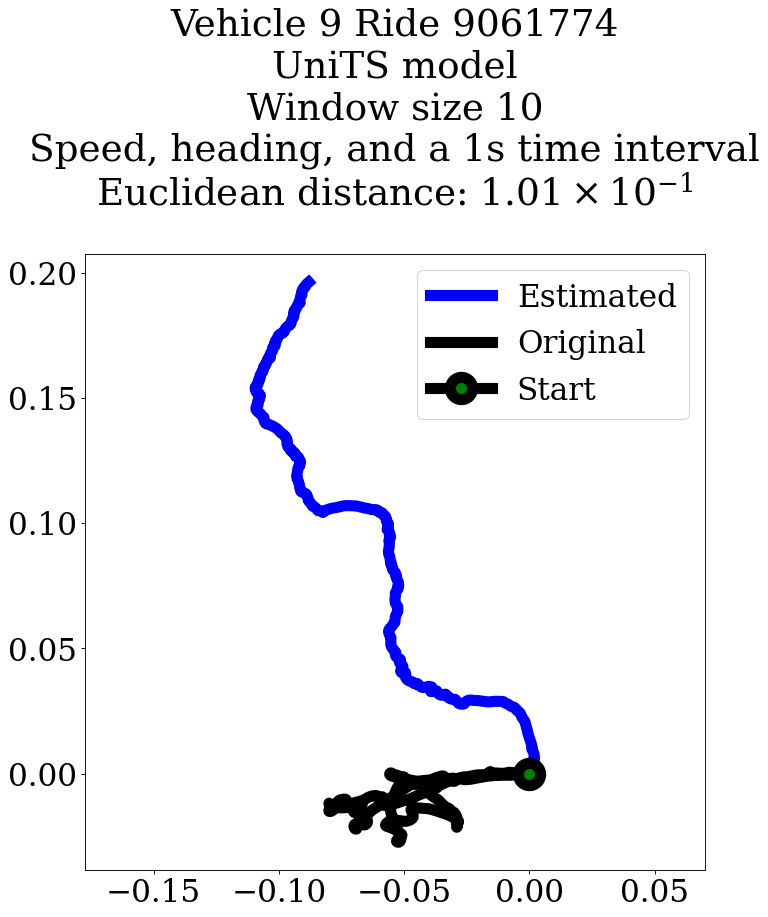 Vehicle 9 Ride 9061774
UniTS model
Window size 10
Speed, heading, and a 1s time interval
Euclidean distance: 1.01 × 10⁻¹
0.20
0.15
0.10
0.05
0.00
Estimated
Original
Start
−0.15 −0.10 −0.05 0.00 0.05